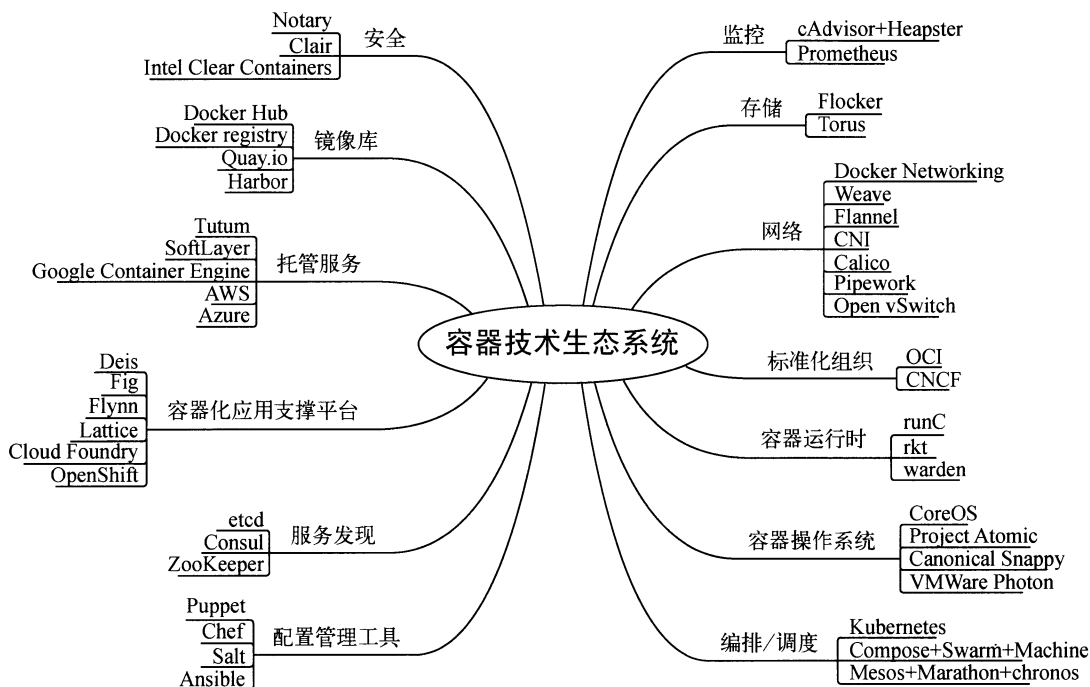 容器技术生态系统
安全
Notary
Clair
Intel Clear Containers
镜像库
Docker Hub
Docker registry
Quay.io
Harbor
托管服务
Tutum
SoftLayer
Google Container Engine
AWS
Azure
容器化应用支撑平台
Deis
Fig
Flynn
Lattice
Cloud Foundry
OpenShift
服务发现
etcd
Consul
ZooKeeper
配置管理工具
Puppet
Chef
Salt
Ansible
监控
cAdvisor+Heapster
Prometheus
存储
Flocker
Torus
网络
Docker Networking
Weave
Flannel
CNI
Calico
Pipework
Open vSwitch
标准化组织
OCI
CNCF
容器运行时
runC
rkt
warden
容器操作系统
CoreOS
Project Atomic
Canonical Snappy
VMWare Photon
编排/调度
Kubernetes
Compose+Swarm+Machine
Mesos+Marathon+chronos